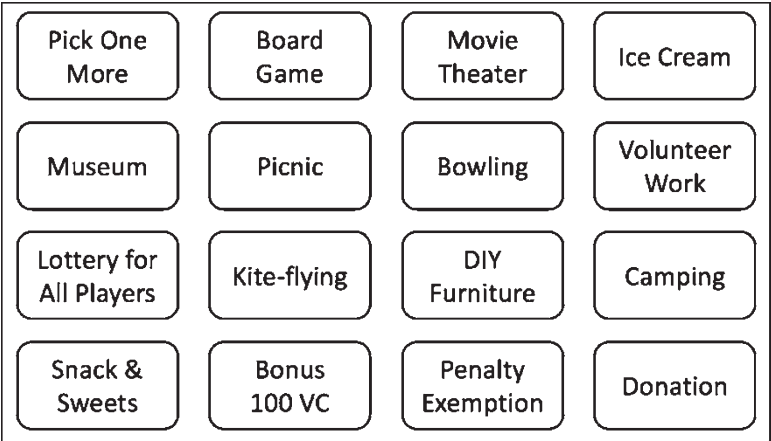 Pick One
More
Board
Game
Movie
Theater
Ice Cream
Museum
Picnic
Bowling
Volunteer
Work
Lottery for
All Players
Kite-flying
DIY
Furniture
Camping
Snack &
Sweets
Bonus
100 VC
Penalty
Exemption
Donation